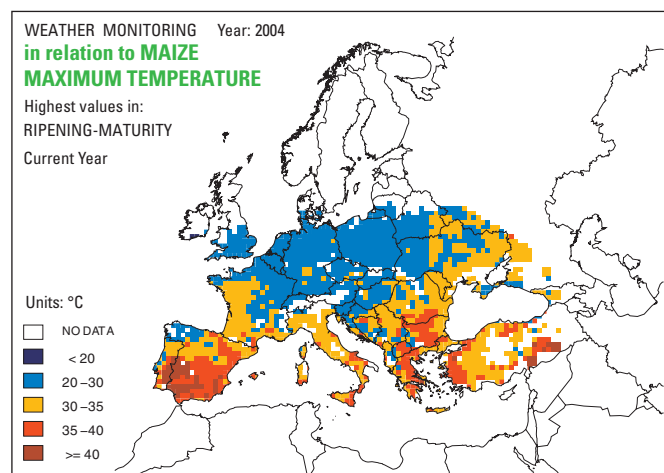 WEATHER MONITORING Year: 2004
in relation to MAIZE
MAXIMUM TEMPERATURE
Highest values in:
RIPENING-MATURITY
Current Year
Units: °C
NO DATA
< 20
20–30
30–35
35–40
>= 40